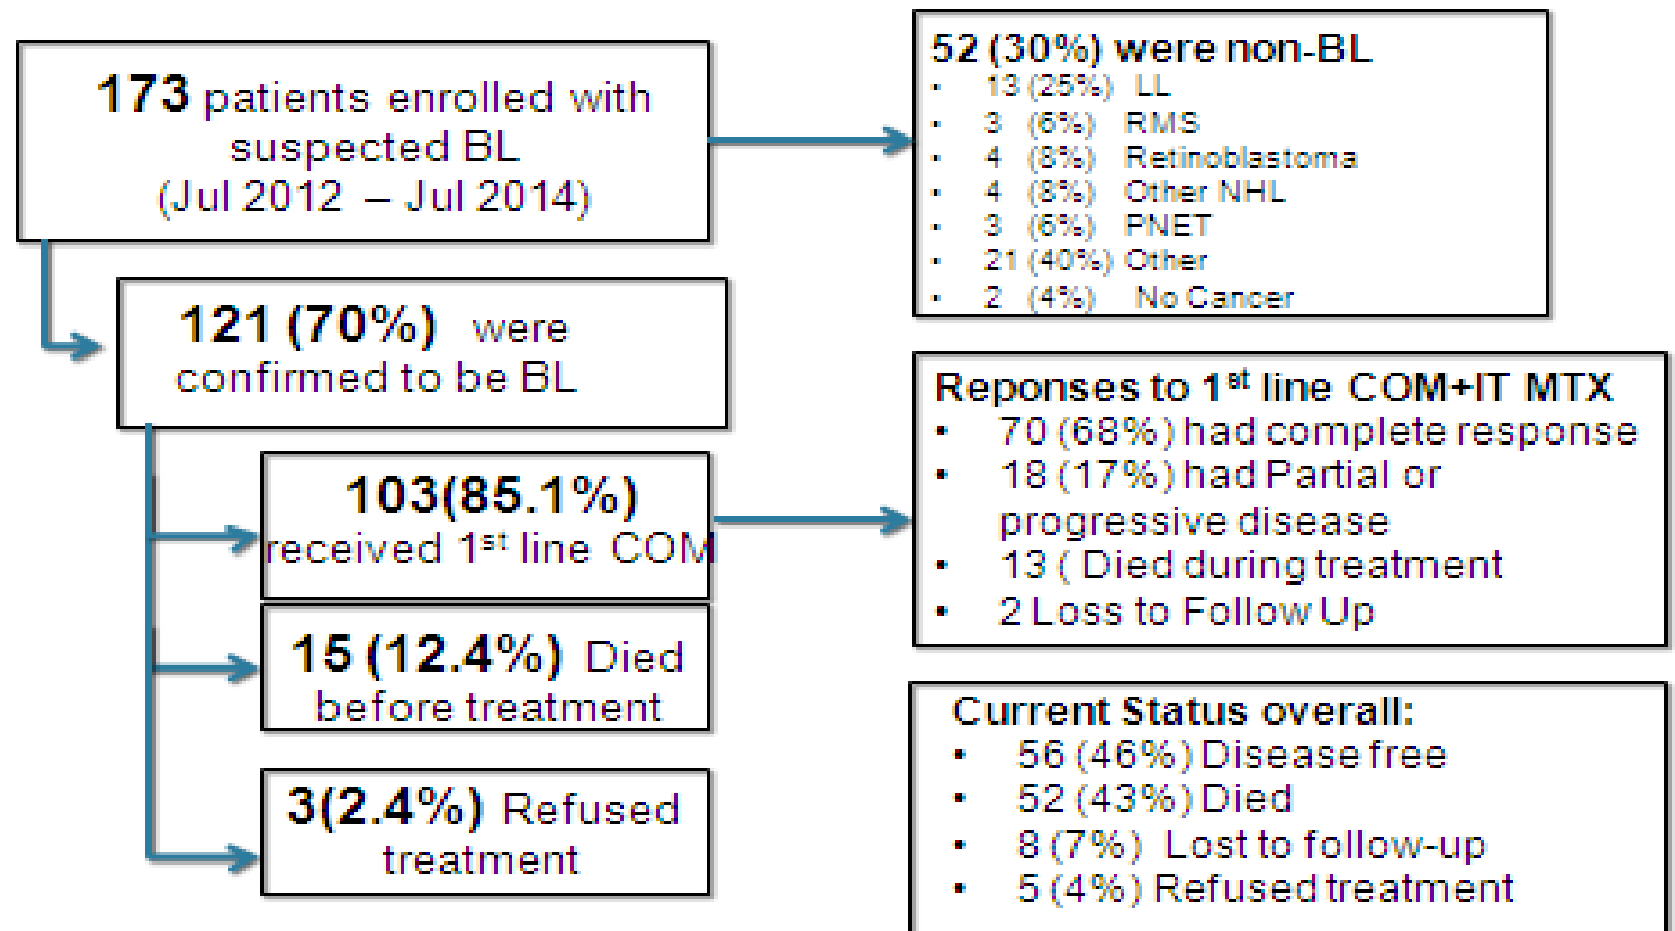 173 patients enrolled with
suspected BL
(Jul 2012 – Jul 2014)
52 (30%) were non-BL
• 13 (25%) LL
• 3 (6%) RMS
• 4 (8%) Retinoblastoma
• 4 (8%) Other NHL
• 3 (6%) PNET
• 21 (40%) Other
• 2 (4%) No Cancer
121 (70%) were
confirmed to be BL
103(85.1%)
received 1st line COM
15 (12.4%) Died
before treatment
3(2.4%) Refused
treatment
Reponses to 1st line COM+IT MTX
• 70 (68%) had complete response
• 18 (17%) had Partial or
progressive disease
• 13 ( Died during treatment
• 2 Loss to Follow Up
Current Status overall:
• 56 (46%) Disease free
• 52 (43%) Died
• 8 (7%) Lost to follow-up
• 5 (4%) Refused treatment